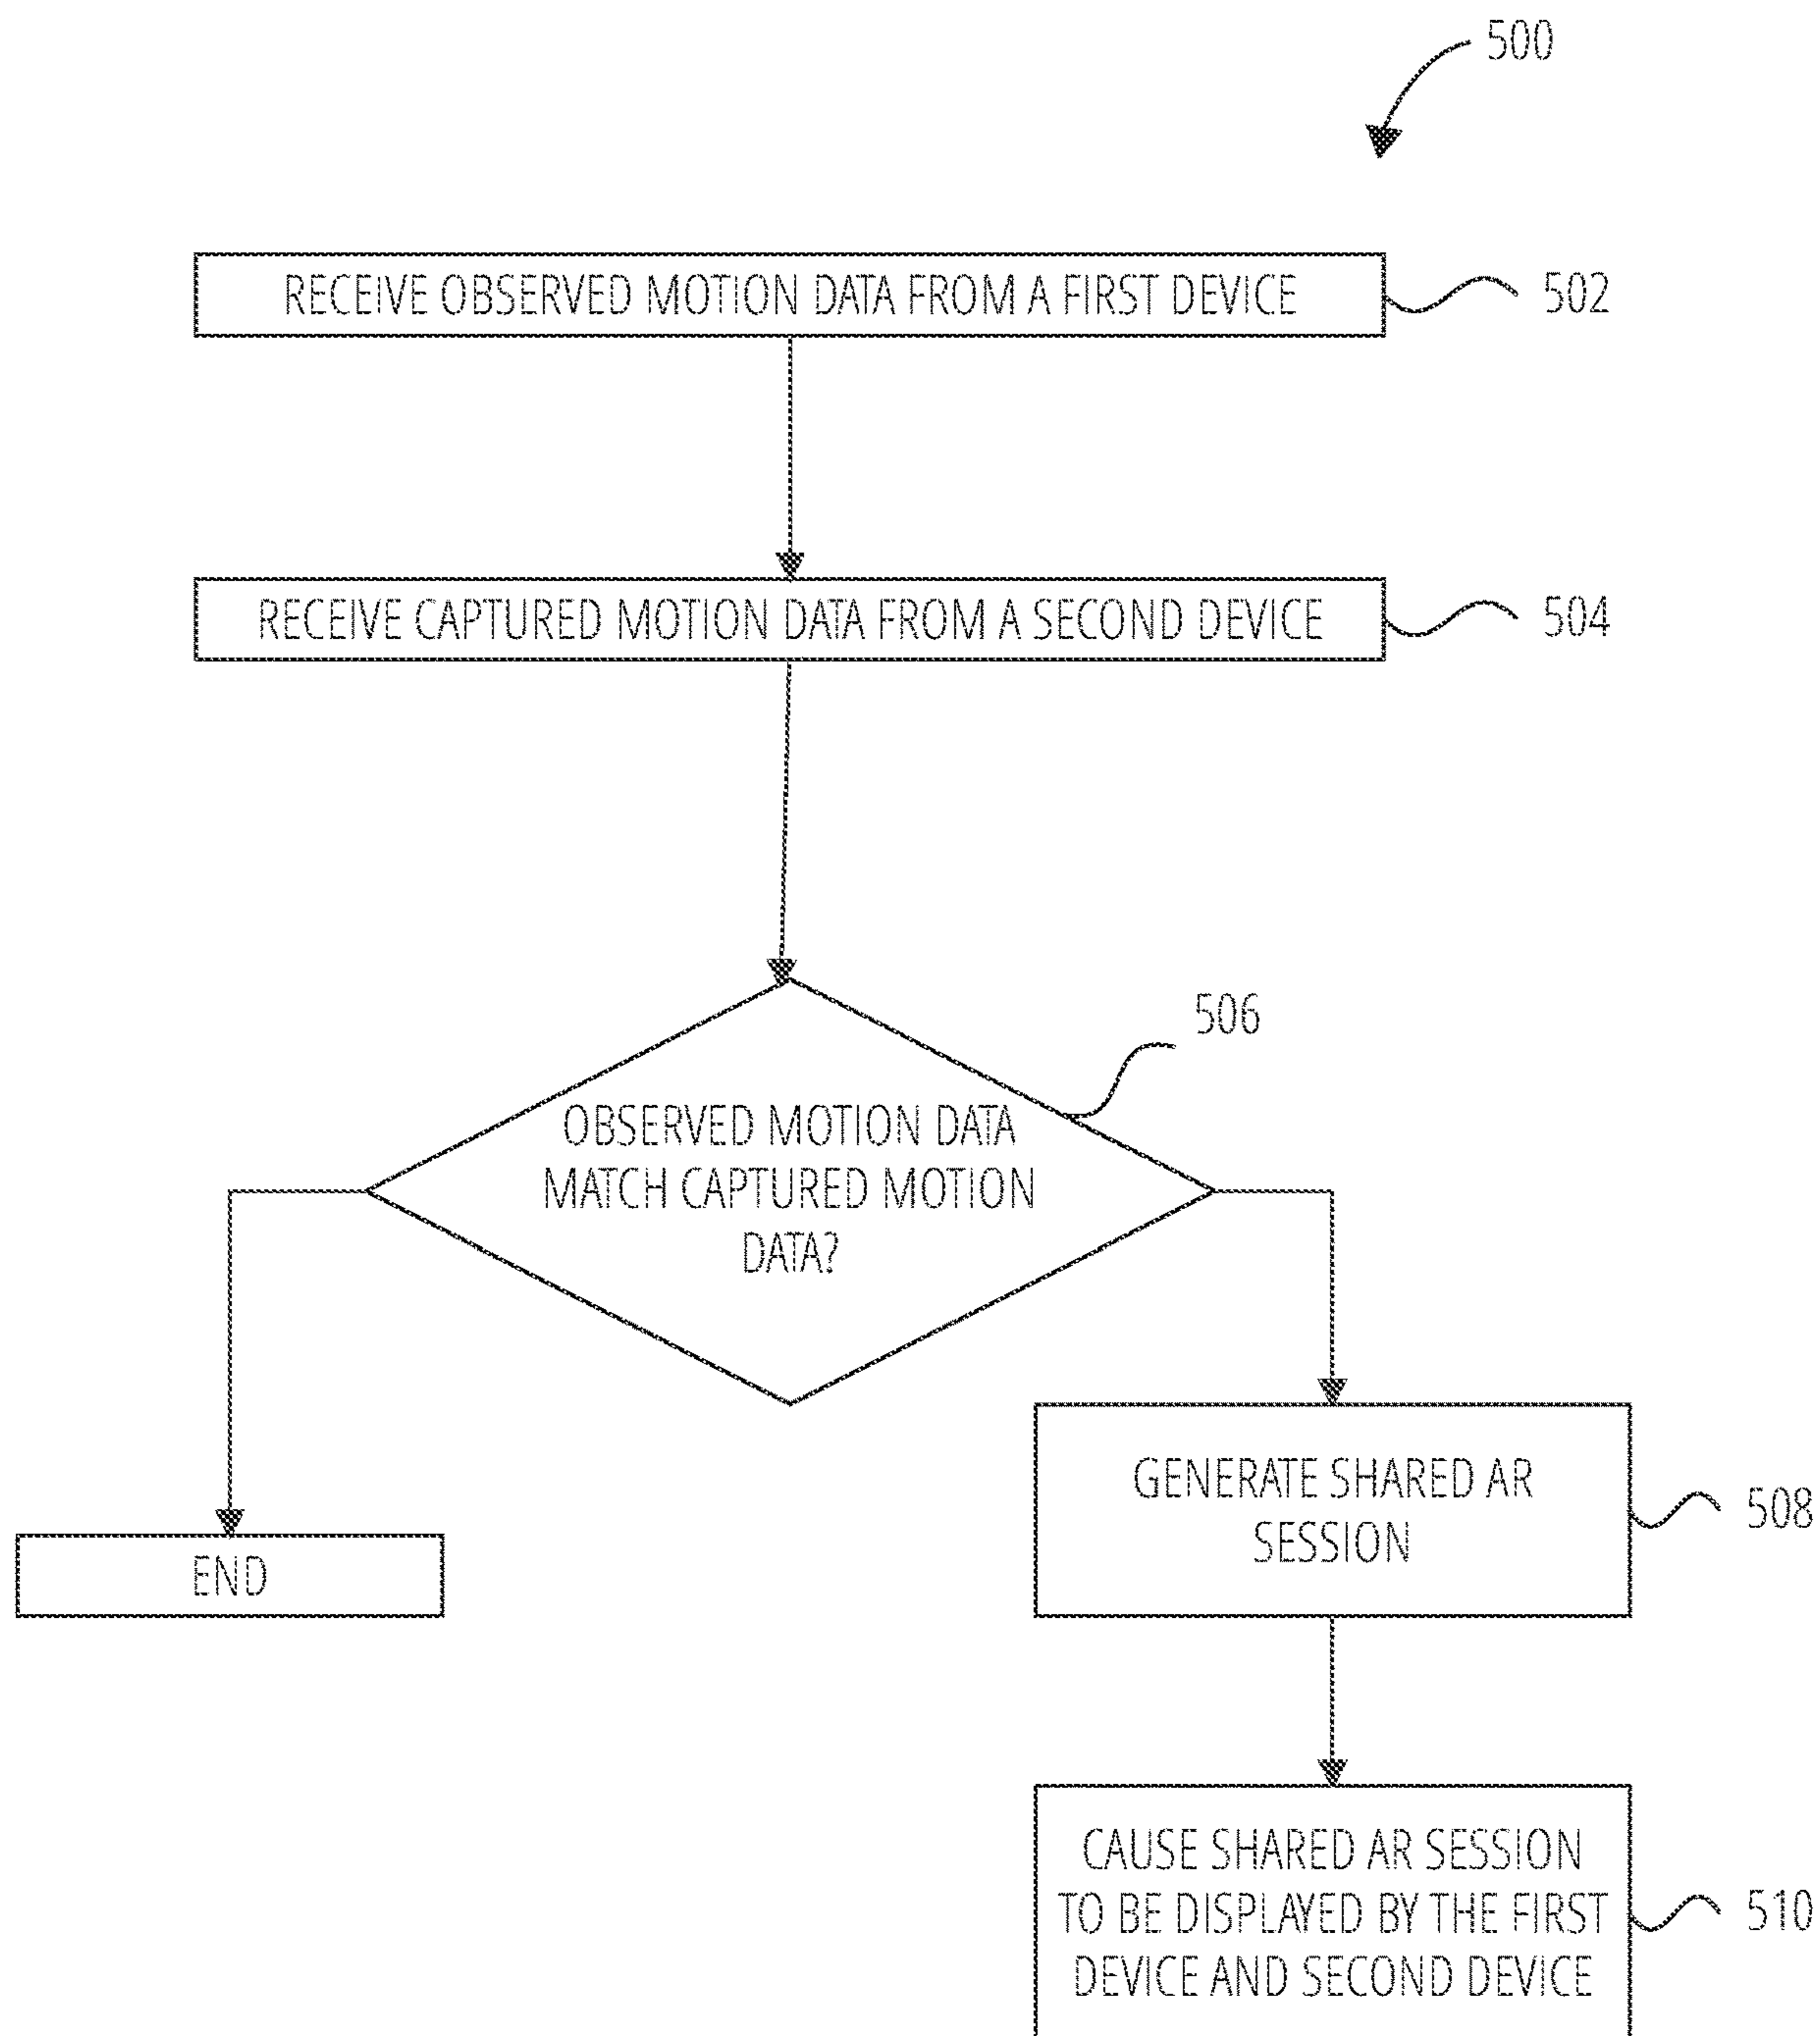 500
RECEIVE OBSERVED MOTION DATA FROM A FIRST DEVICE
502
RECEIVE CAPTURED MOTION DATA FROM A SECOND DEVICE
504
506
OBSERVED MOTION DATA
MATCH CAPTURED MOTION
DATA?
GENERATE SHARED AR
SESSION
508
END
CAUSE SHARED AR SESSION
TO BE DISPLAYED BY THE FIRST
DEVICE AND SECOND DEVICE
510